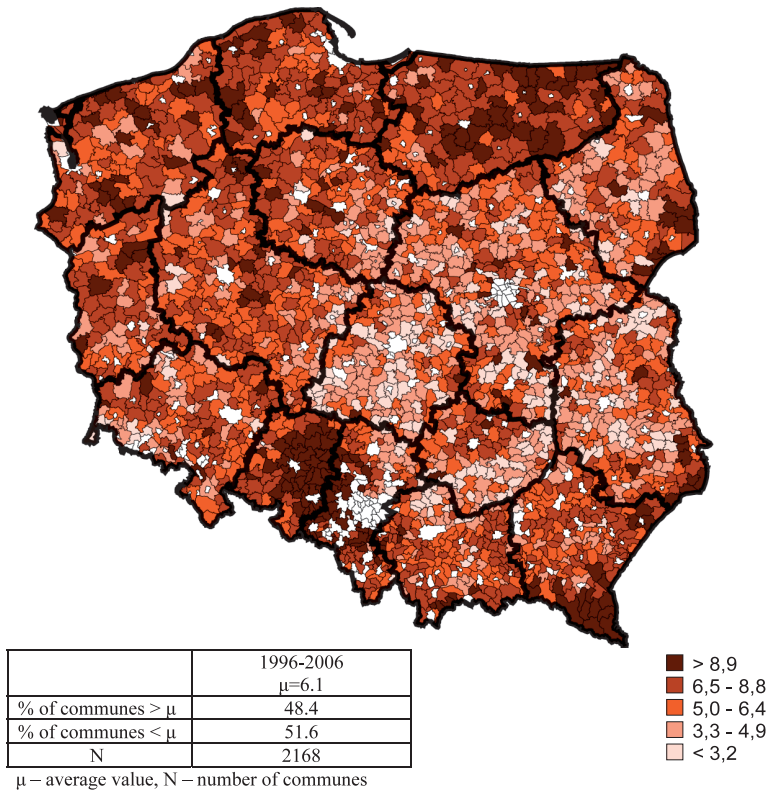 1996-2006
μ=6.1
% of communes > μ 48.4
% of communes < μ 51.6
N 2168
μ – average value, N – number of communes
> 8,9
6,5 - 8,8
5,0 - 6,4
3,3 - 4,9
< 3,2